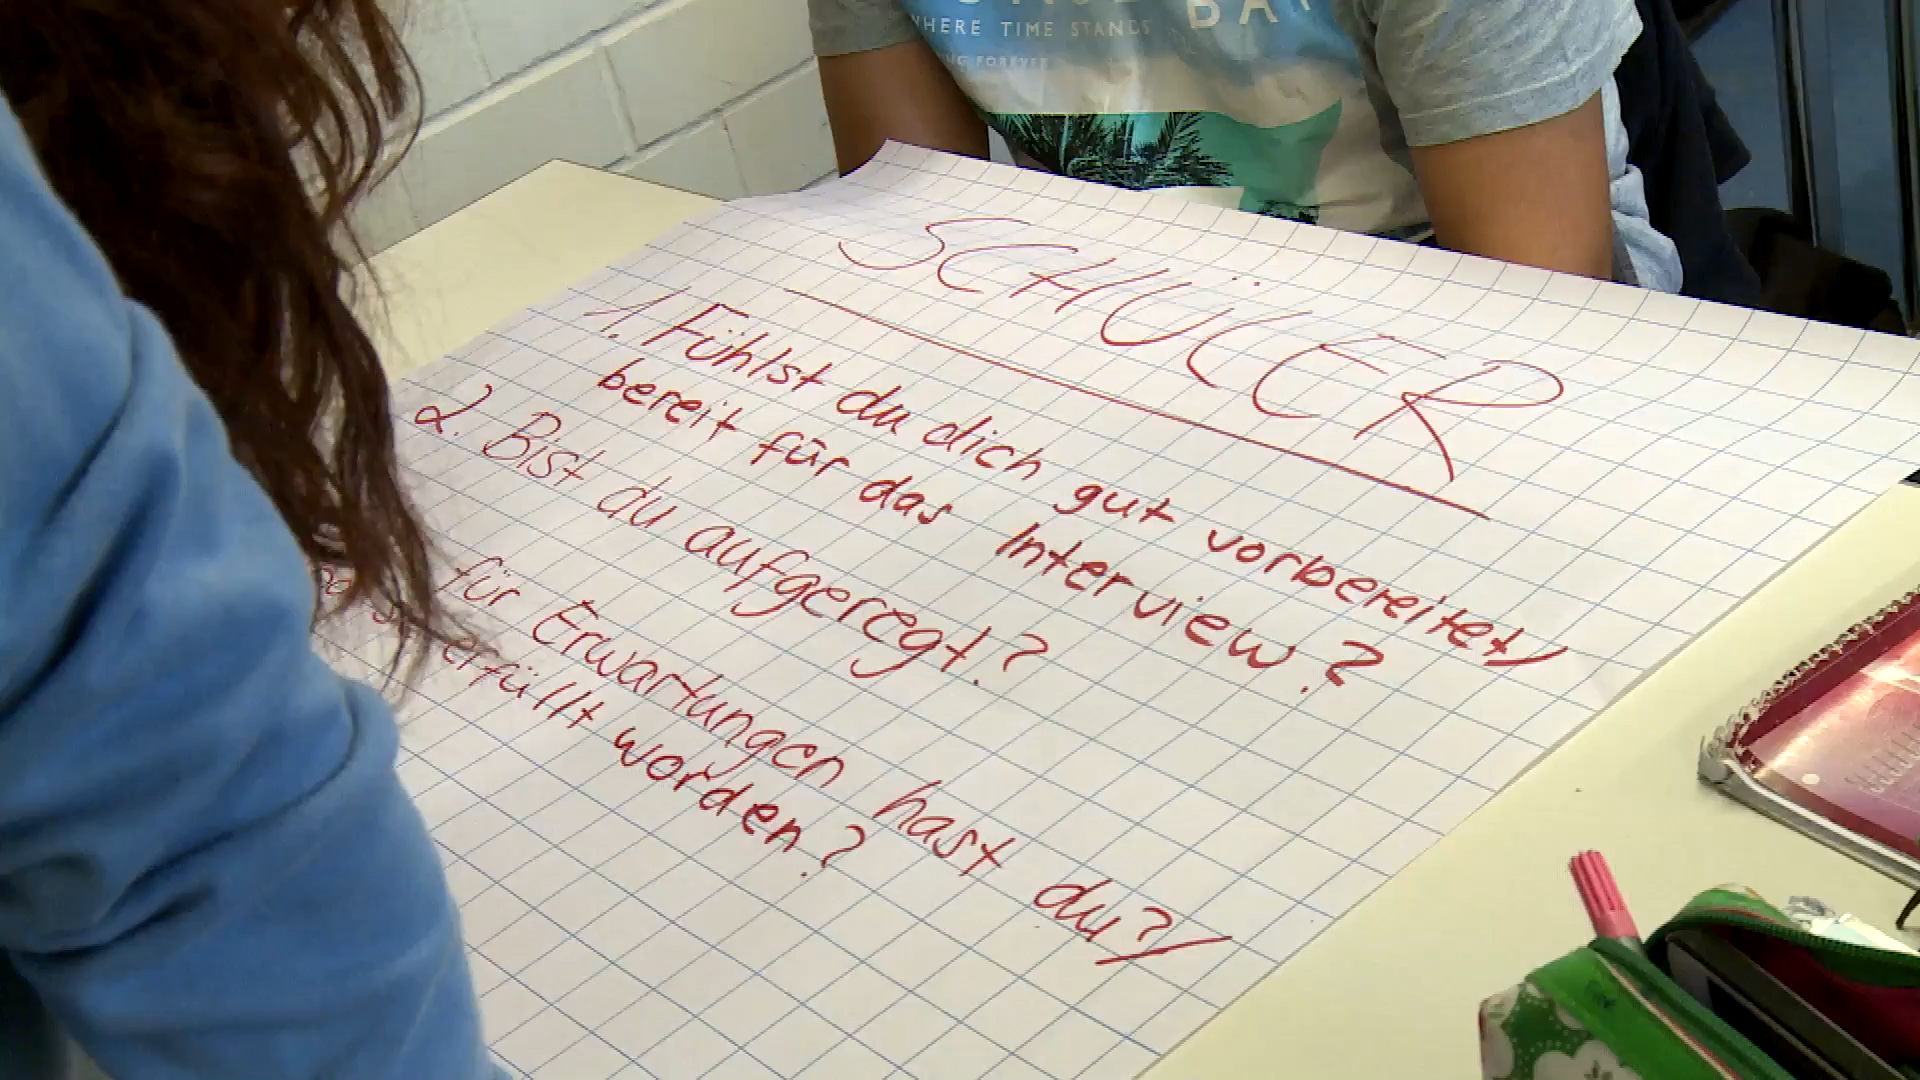 WHERE TIME STANDS
FOREVER
SCHÜLER
1. Fühlst du dich gut vorbereitet/
bereit für das Interview?
2. Bist du aufgeregt?
für Erwartungen hast du?/
erfüllt worden?